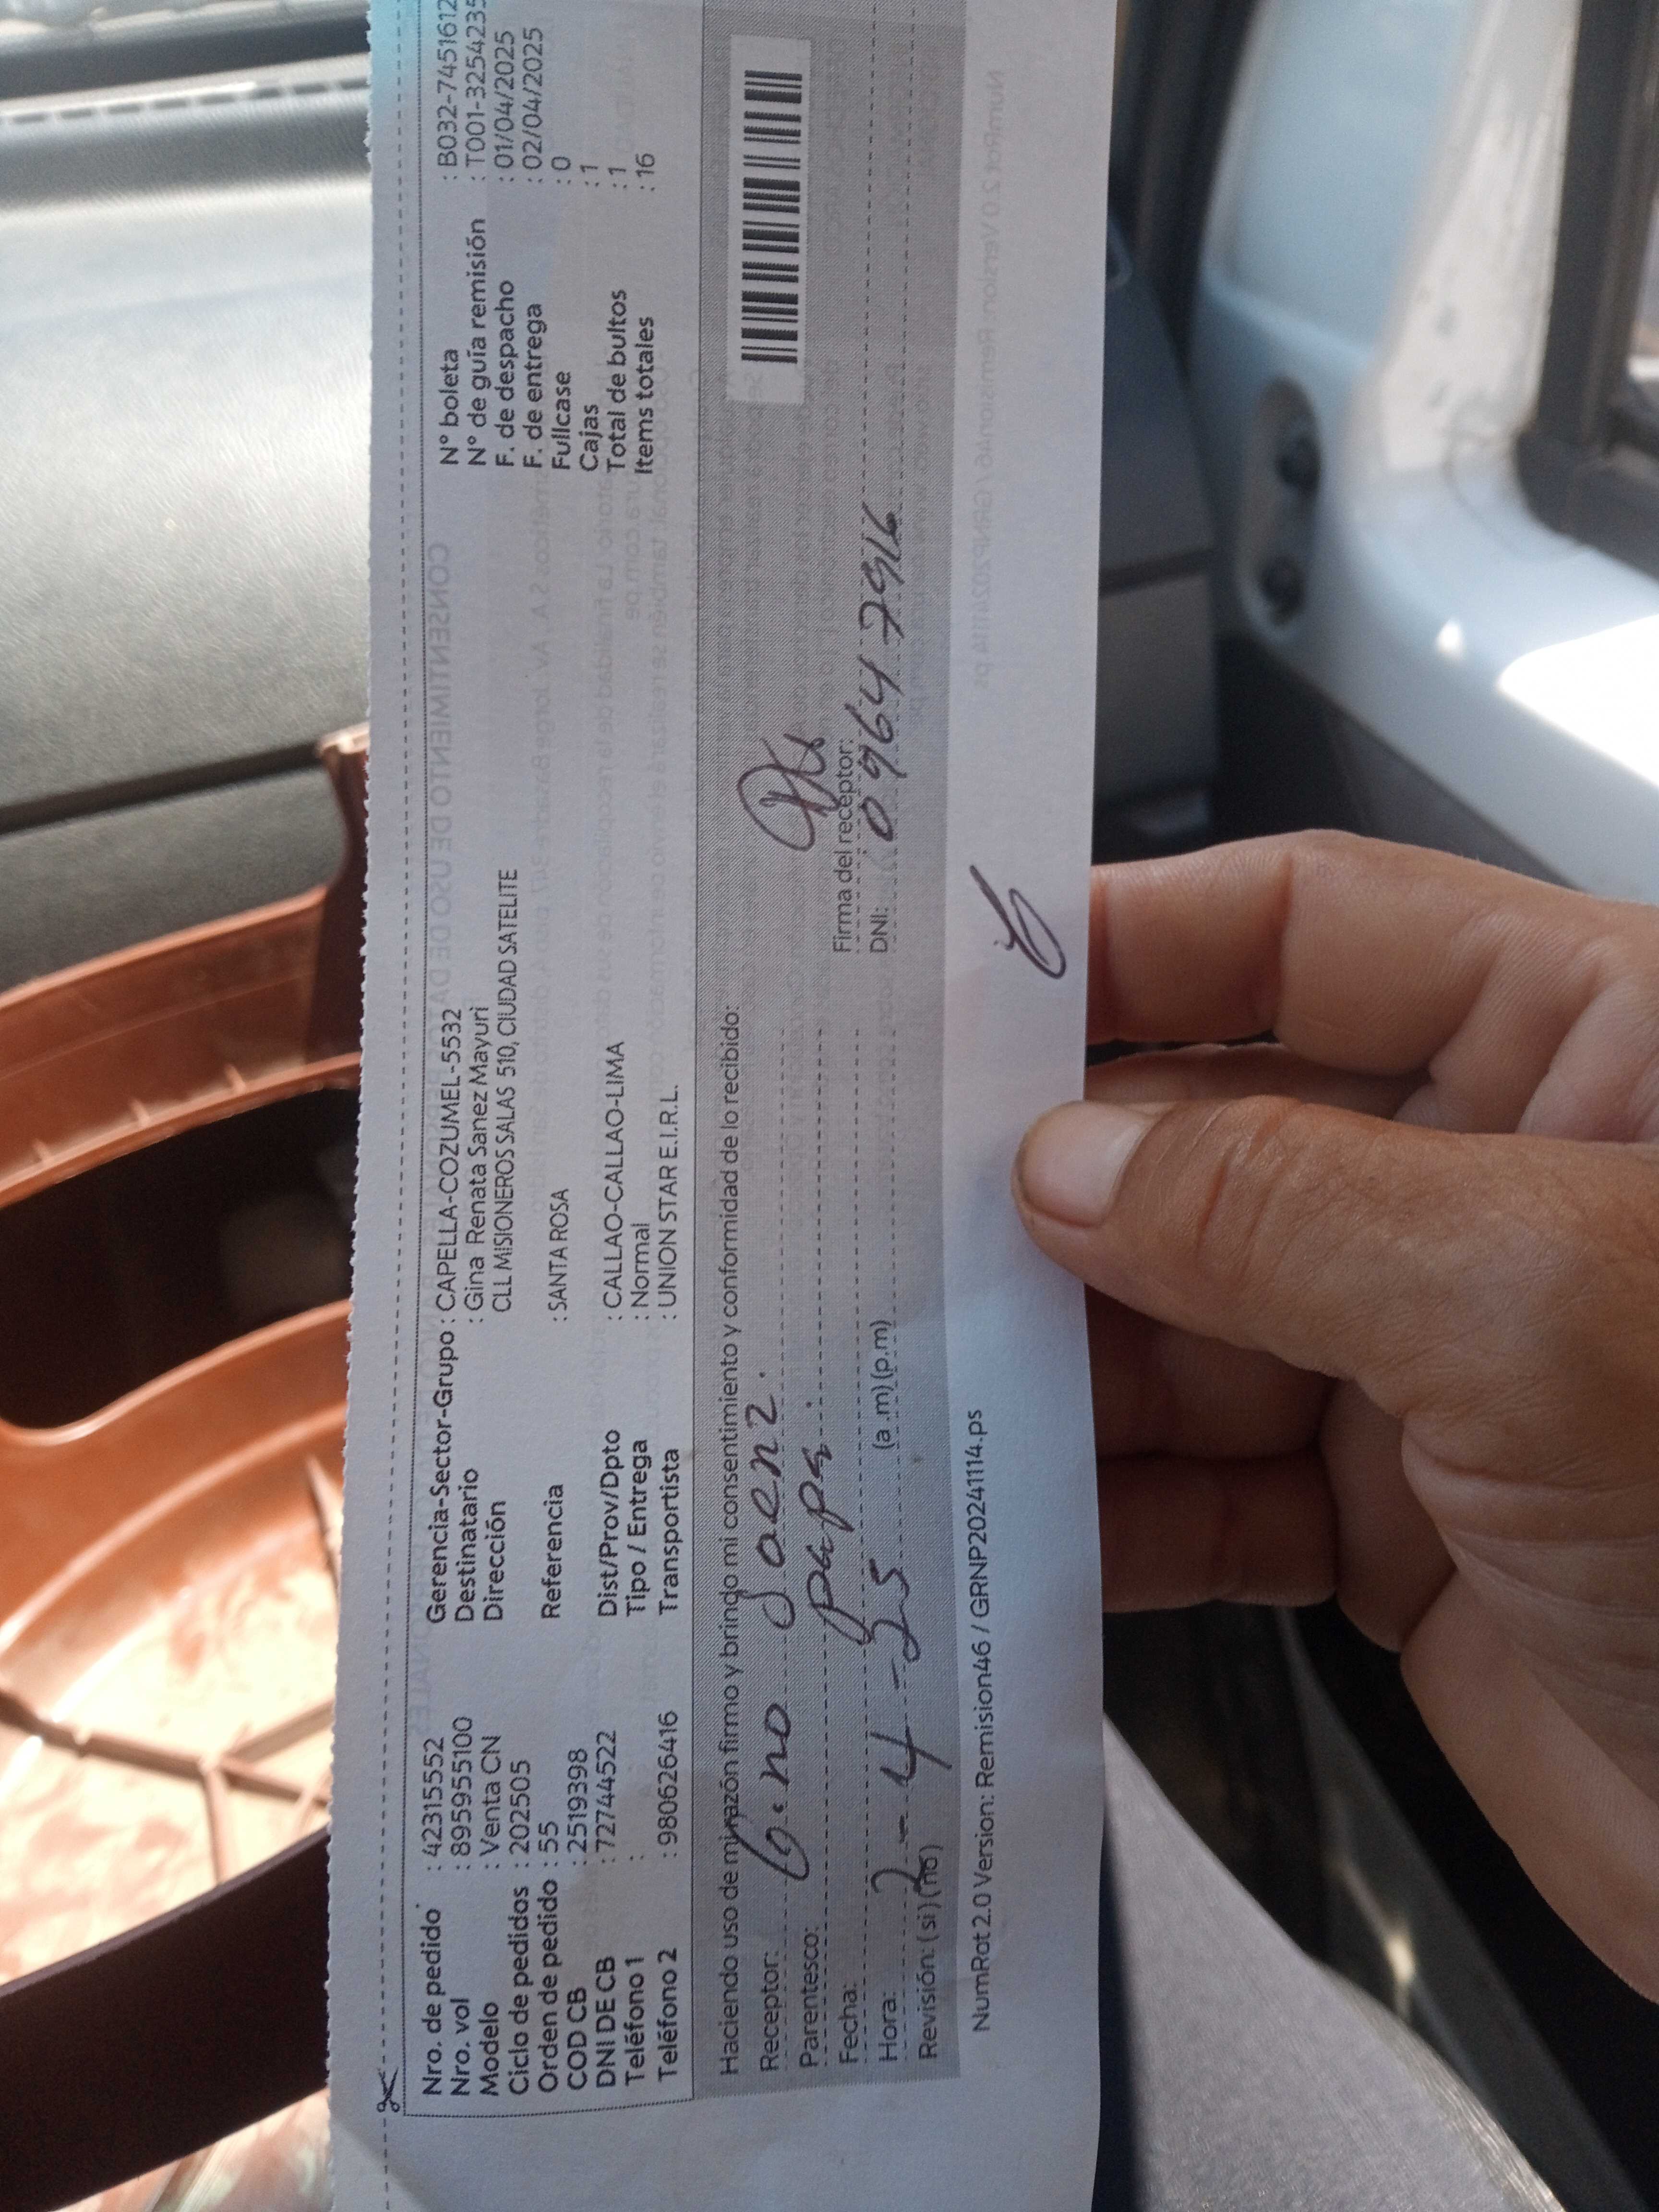 Nro. de pedido : 42315552
Nro. vol : 8959555100
Modelo : Venta CN
Ciclo de pedidos : 202505
Orden de pedido : 55
COD CB : 2519398
DNI DE CB : 72744522
Teléfono 1 :
Teléfono 2 : 980626416
Gerencia-Sector-Grupo : CAPELLA-COZUMEL-5532
Destinatario : Gina Renata Sanez Mayuri
Dirección CLL MISIONEROS SALAS 510, CIUDAD SATELITE
Referencia : SANTA ROSA
Dist/Prov/Dpto : CALLAO-CALLAO-LIMA
Tipo / Entrega : Normal
Transportista : UNION STAR E.I.R.L.
N° boleta : B032-7451612
N° de guía remisión : T001-3254235
F. de despacho : 01/04/2025
F. de entrega : 02/04/2025
Fullcase : 0
Cajas : 1
Total de bultos : 1
Items totales : 16
Haciendo uso de mi razón firmo y brindo mi consentimiento y conformidad de lo recibido:
Receptor: Gino Saenz.
Parentesco: papa.
Fecha: 2-4-25
Hora: (a.m) (p.m)
Revisión: (si) (no)
Firma del receptor:
DNI: 09647916
NumRot 2.0 Version: Remision46 / GRNP20241114.ps